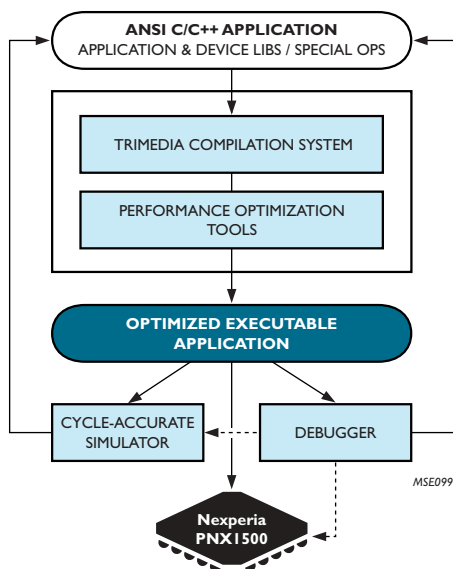 ANSI C/C++ APPLICATION
APPLICATION & DEVICE LIBS / SPECIAL OPS
TRIMEDIA COMPILATION SYSTEM
PERFORMANCE OPTIMIZATION
TOOLS
OPTIMIZED EXECUTABLE
APPLICATION
CYCLE-ACCURATE
SIMULATOR
DEBUGGER
MSE099
Nexperia
PNX1500